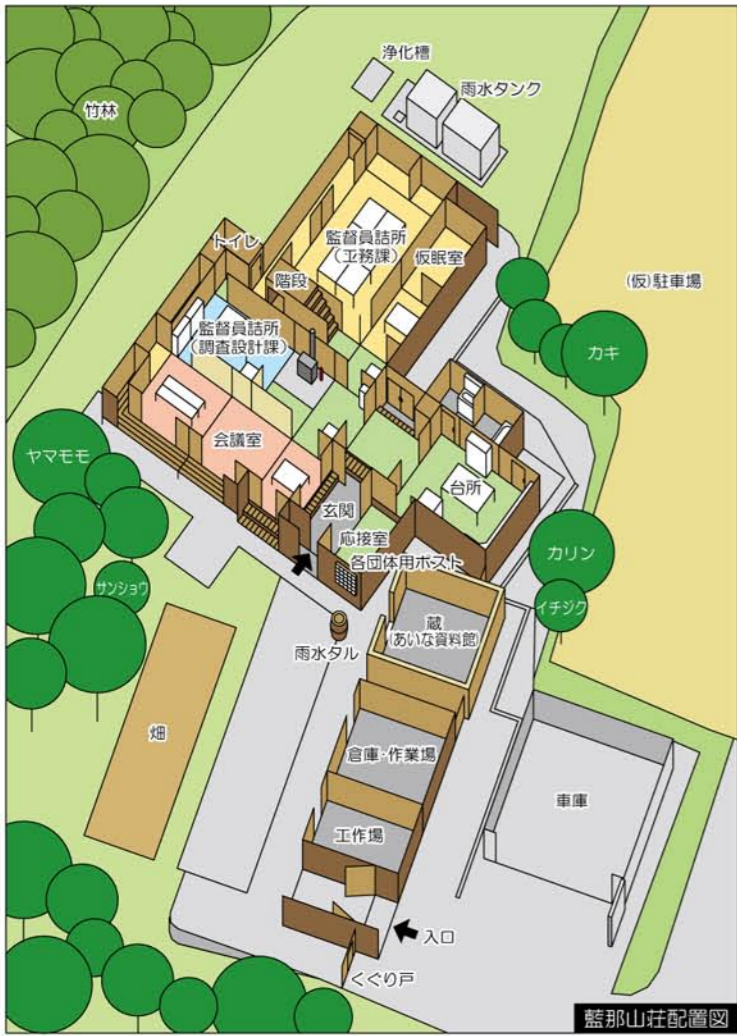 浄化槽
雨水タンク
竹林
トイレ
監督員詰所
(工務課)
仮眠室
階段
(仮)駐車場
監督員詰所
(調査設計課)
カキ
会議室
ヤマモモ
台所
玄関
応接室
各団体用ポスト
カリン
サンショウ
イチジク
蔵
(あいな資料館)
雨水タル
畑
倉庫・作業場
車庫
工作場
入口
くぐり戸
藍那山荘配置図